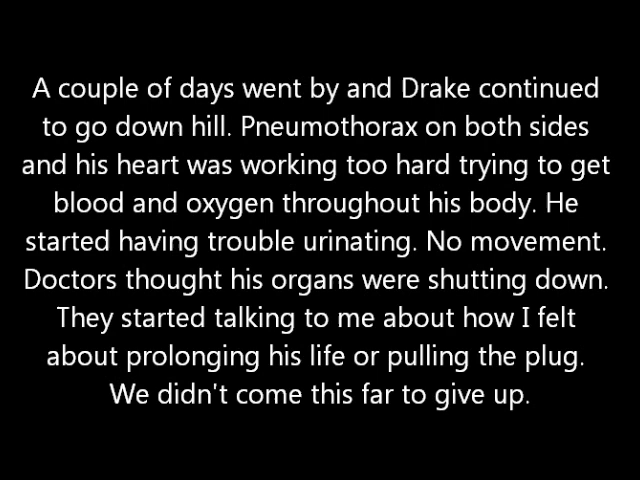 A couple of days went by and Drake continued
to go down hill. Pneumothorax on both sides
and his heart was working too hard trying to get
blood and oxygen throughout his body. He
started having trouble urinating. No movement.
Doctors thought his organs were shutting down.
They started talking to me about how I felt
about prolonging his life or pulling the plug.
We didn't come this far to give up.